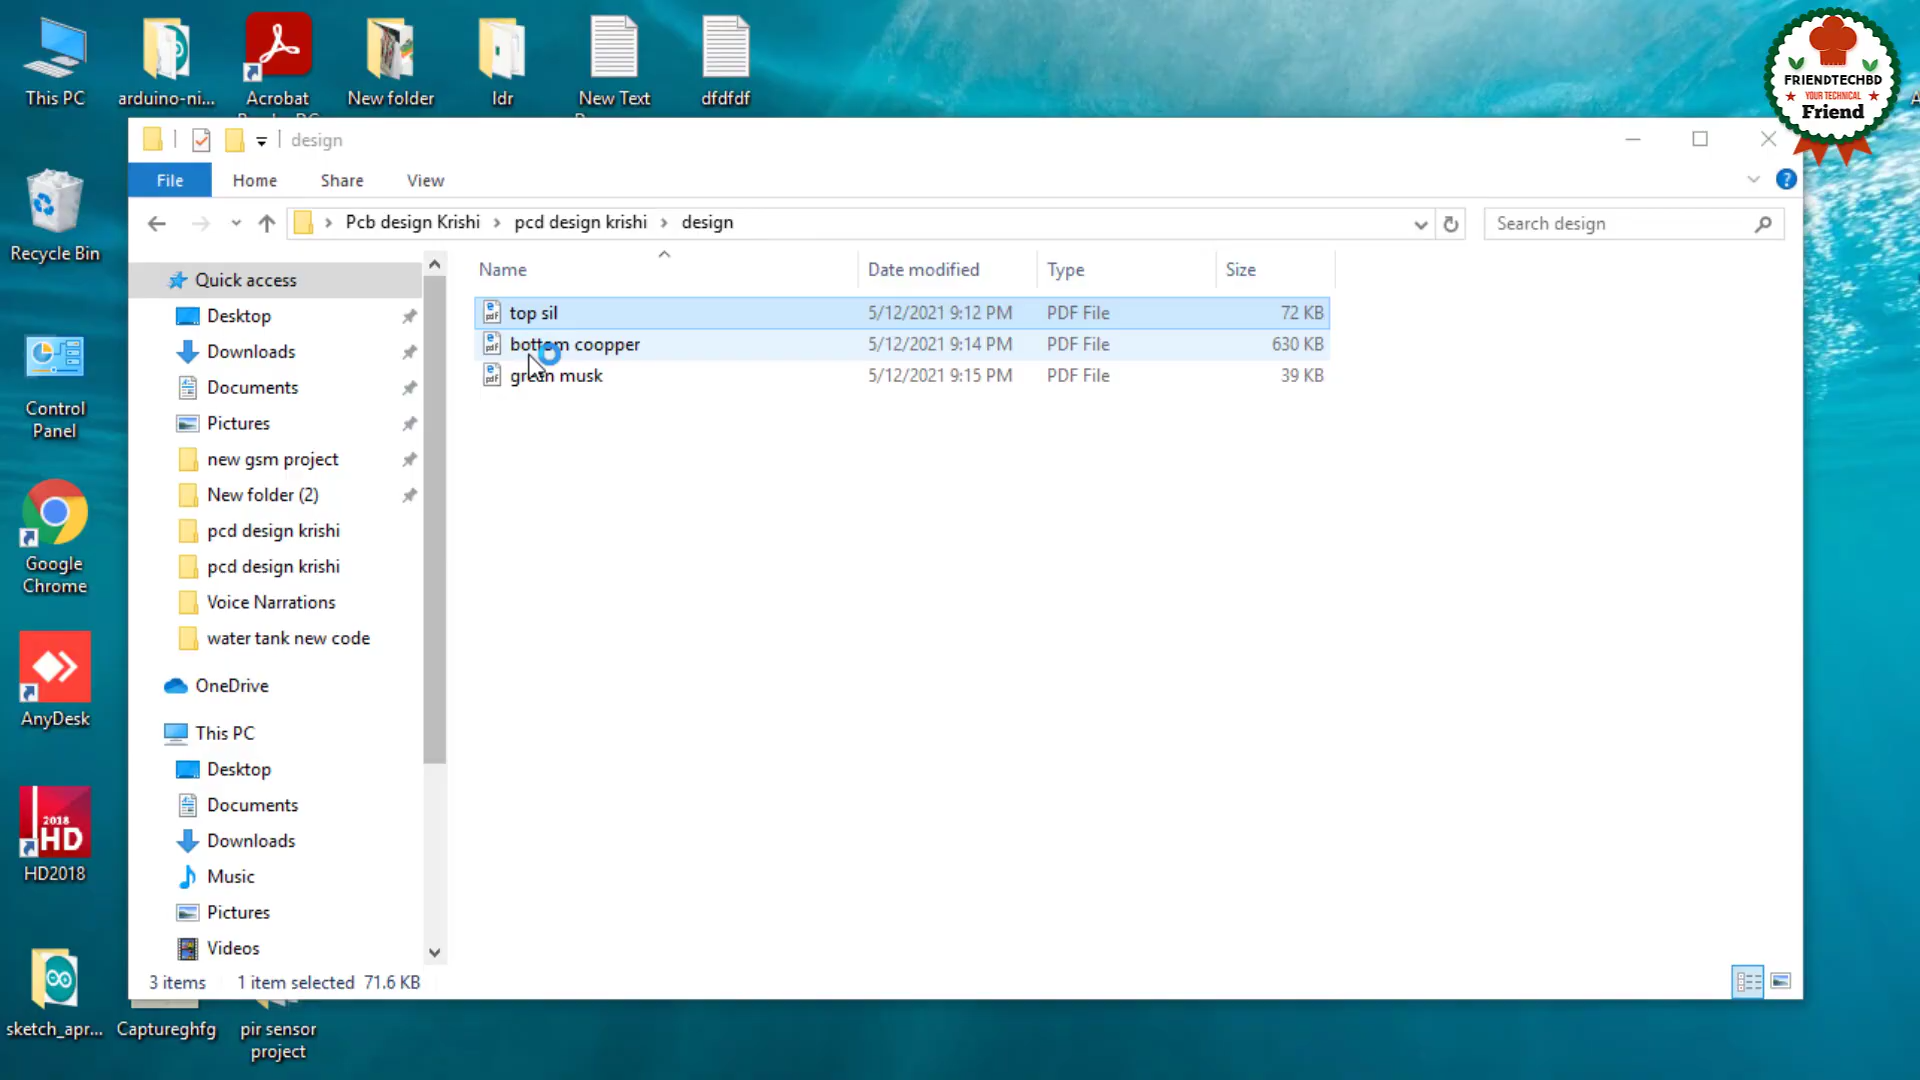 This PC
arduino-ni...
Acrobat
New folder
ldr
New Text
dfdfdf
FRIENDTECHBD
YOUR TECHNICAL
Friend
design
File
Home
Share
View
Pcb design Krishi
pcd design krishi
design
Search design
Recycle Bin
Control
Panel
Google
Chrome
AnyDesk
2018
HD
HD2018
sketch_apr...
Captureghfg
pir sensor
project
Quick access
Desktop
Downloads
Documents
Pictures
new gsm project
New folder (2)
pcd design krishi
pcd design krishi
Voice Narrations
water tank new code
OneDrive
This PC
Desktop
Documents
Downloads
Music
Pictures
Videos
Name
Date modified
Type
Size
top sil
5/12/2021 9:12 PM
PDF File
72 KB
bottom coopper
5/12/2021 9:14 PM
PDF File
630 KB
green musk
5/12/2021 9:15 PM
PDF File
39 KB
3 items
1 item selected 71.6 KB